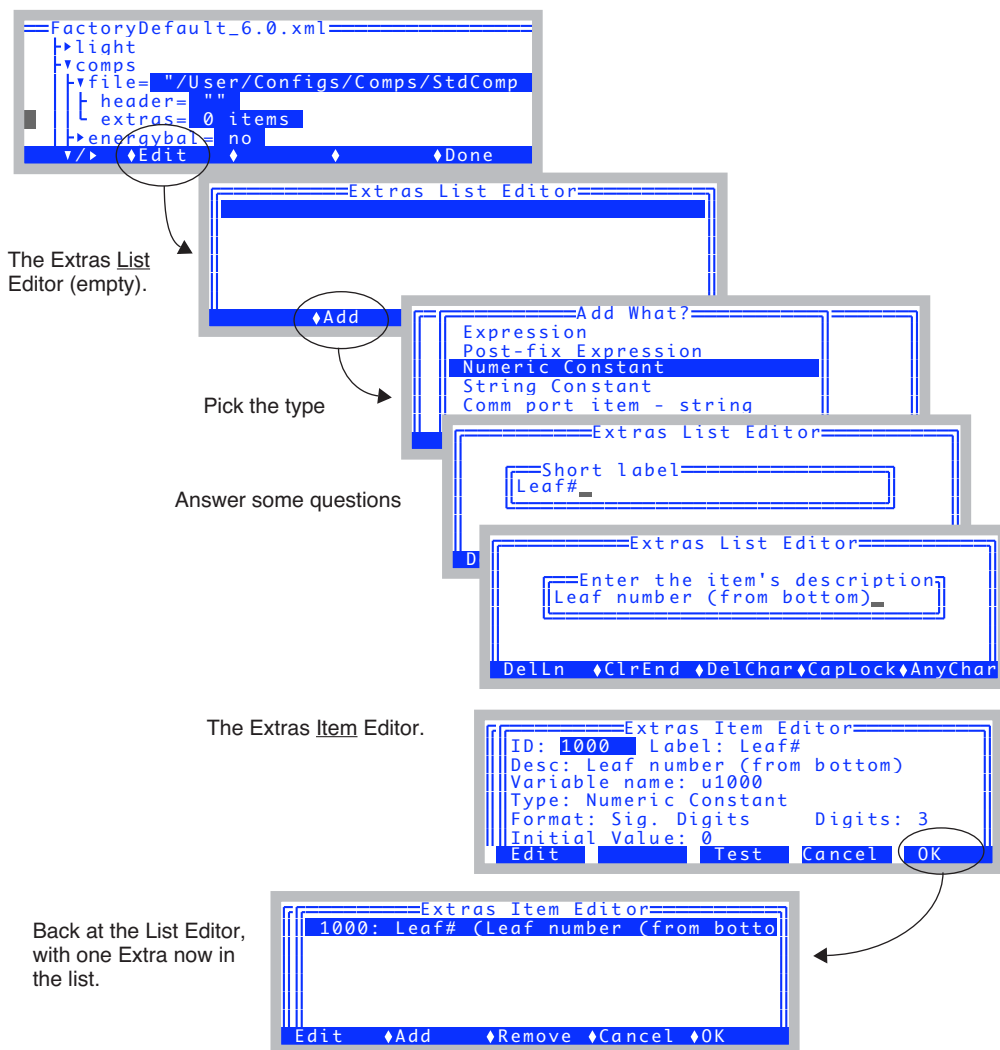 FactoryDefault_6.0.xml
light
comps
file= "/User/Configs/Comps/StdComp
header= ""
extras= 0 items
energybal= no
▾/▸ ♦Edit ♦ ♦ ♦Done
Extras List Editor
The Extras List
Editor (empty).
♦Add
Add What?
Expression
Post-fix Expression
Numeric Constant
String Constant
Comm port item - string
Pick the type
Extras List Editor
Short label
Leaf#
Answer some questions
D
Extras List Editor
Enter the item's description
Leaf number (from bottom)
DelLn ♦ClrEnd ♦DelChar♦CapLock♦AnyChar
The Extras Item Editor.
Extras Item Editor
ID: 1000 Label: Leaf#
Desc: Leaf number (from bottom)
Variable name: u1000
Type: Numeric Constant
Format: Sig. Digits Digits: 3
Initial Value: 0
Edit Test Cancel OK
Back at the List Editor,
with one Extra now in
the list.
Extras Item Editor
1000: Leaf# (Leaf number (from botto
Edit ♦Add ♦Remove ♦Cancel ♦OK